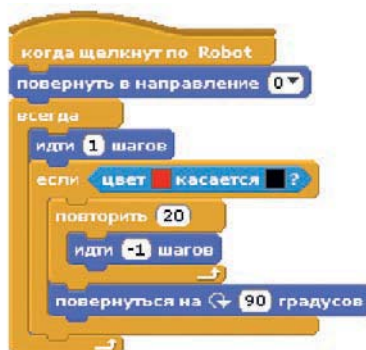 когда щелкнут по Robot
повернуть в направление 0
всегда
идти 1 шагов
если цвет касается ?
повторить 20
идти -1 шагов
повернуться на 90 градусов